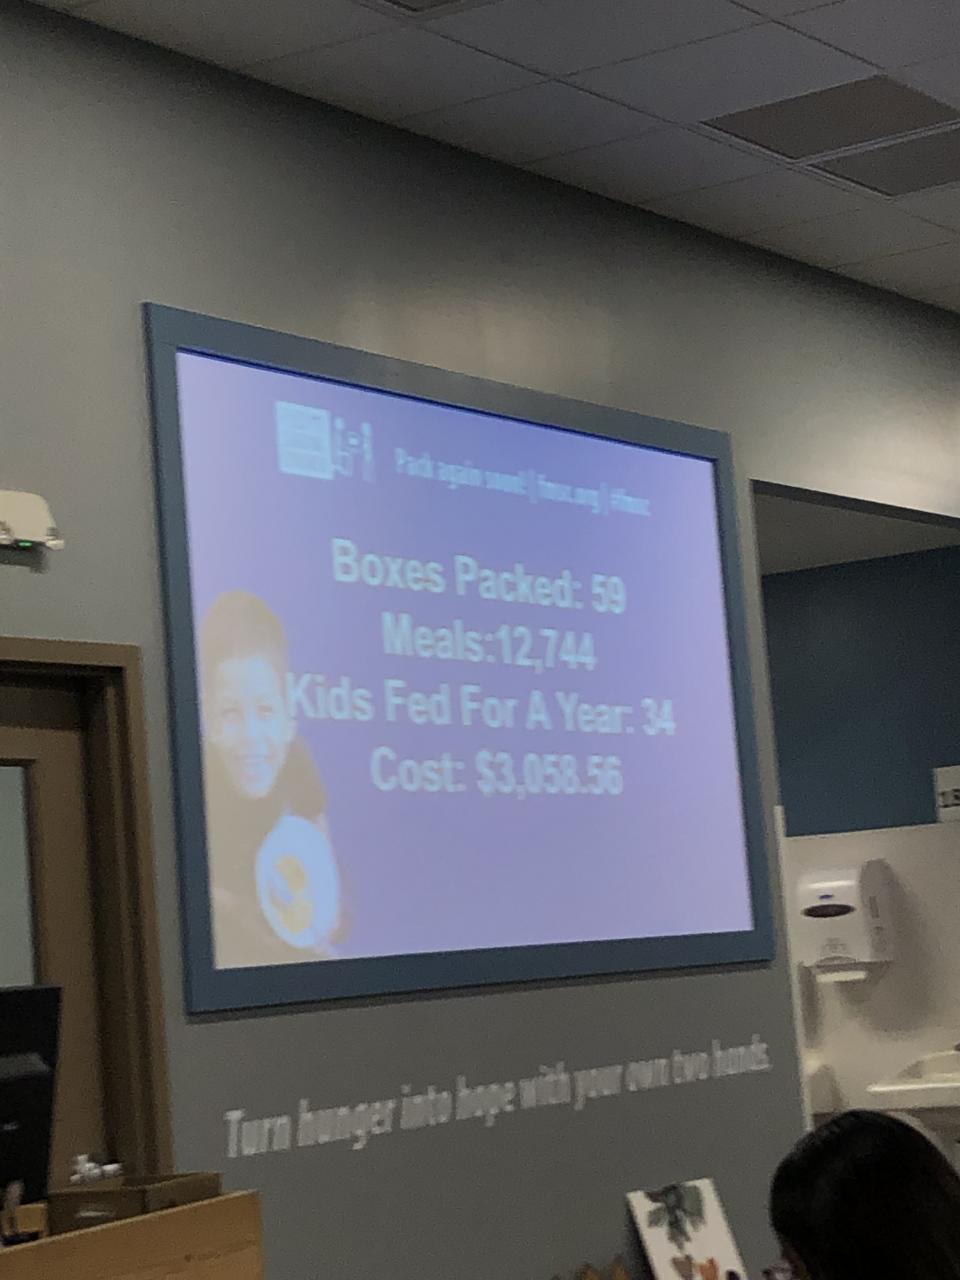 Pack again soon! | fmsc.org | #fmsc
Boxes Packed: 59
Meals:12,744
Kids Fed For A Year: 34
Cost: $3,058.56
Turn hunger into hope with your own two hands.